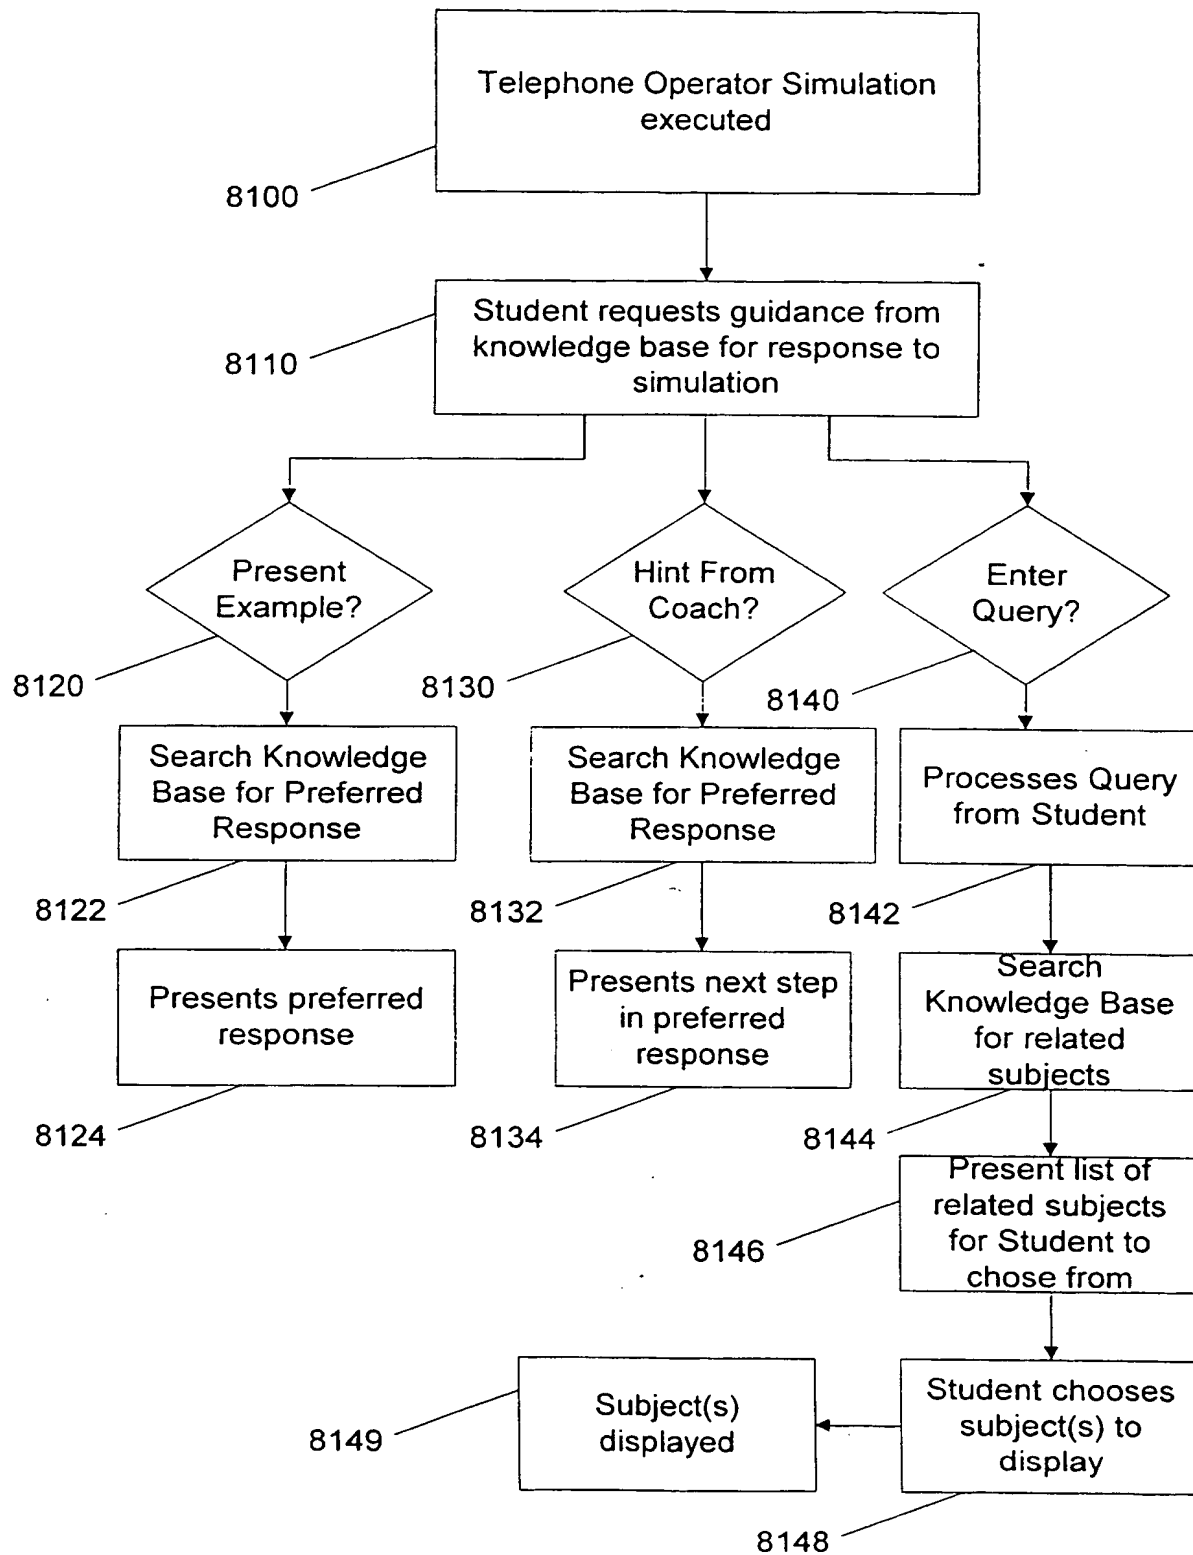 Telephone Operator Simulation
executed
8100
Student requests guidance from
knowledge base for response to
simulation
8110
Present
Example?
8120
Hint From
Coach?
8130
Enter
Query?
8140
Search Knowledge
Base for Preferred
Response
8122
Search Knowledge
Base for Preferred
Response
8132
Processes Query
from Student
8142
Presents preferred
response
8124
Presents next step
in preferred
response
8134
Search
Knowledge Base
for related
subjects
8144
Present list of
related subjects
for Student to
chose from
8146
Student chooses
subject(s) to
display
8148
Subject(s)
displayed
8149